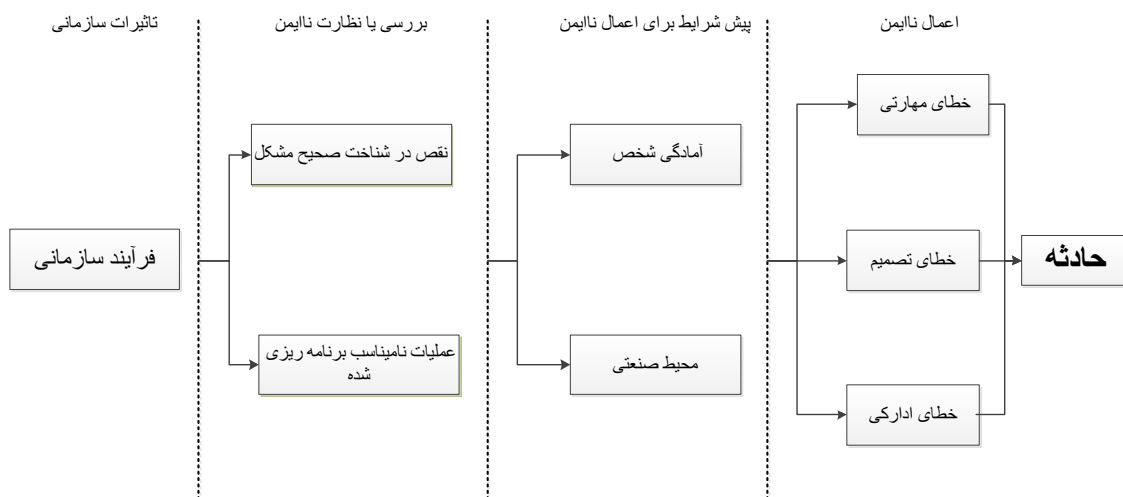 اعمال ناایمن
پیش شرایط برای اعمال ناایمن
بررسی یا نظارت ناایمن
تاثیرات سازمانی
خطای مهارتی
آمادگی شخص
نقص در شناخت صحیح مشکل
حادثه
خطای تصمیم
فرآیند سازمانی
محیط صنعتی
عملیات نامیناسب برنامه ریزی
شده
خطای ادارکی